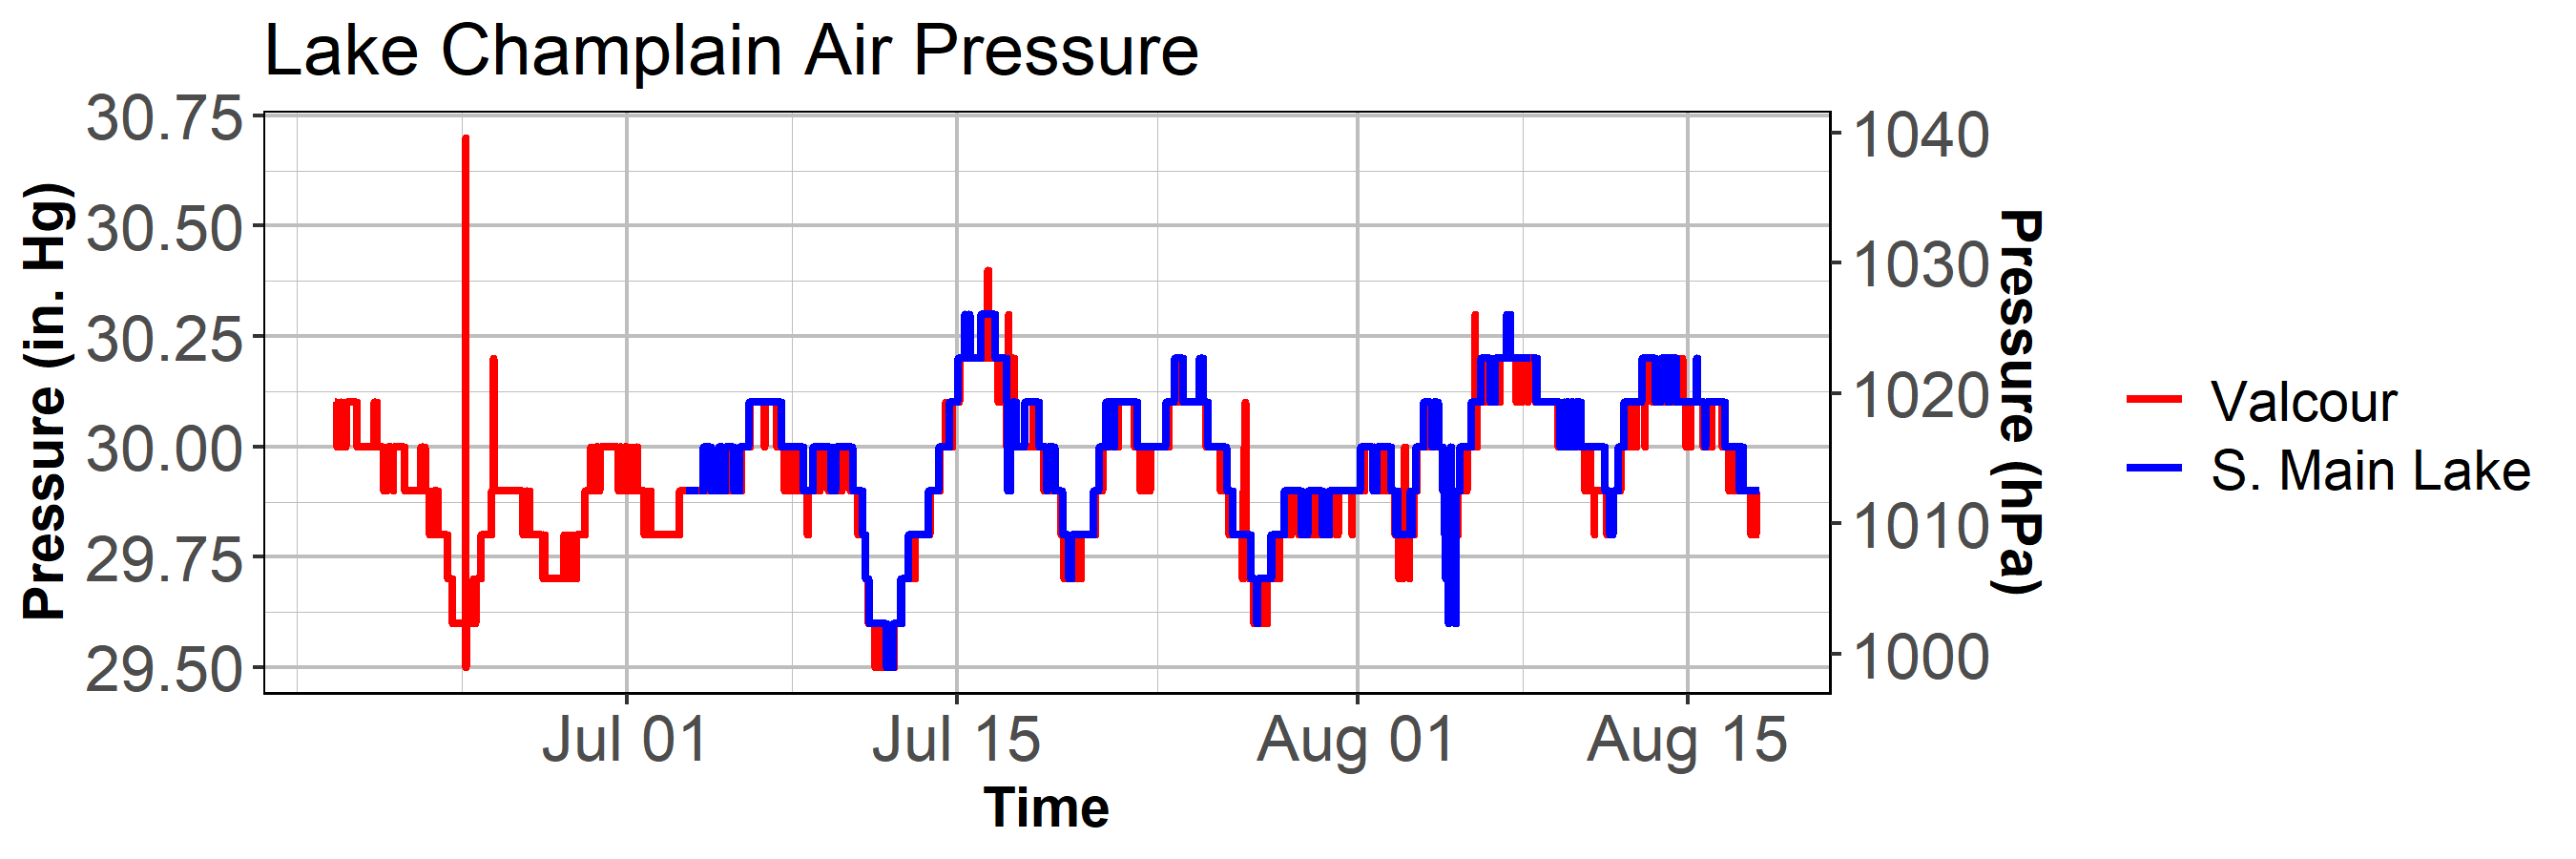 Lake Champlain Air Pressure
Pressure (in. Hg)
30.75
30.50
30.25
30.00
29.75
29.50
1040
1030
1020
1010
1000
Pressure (hPa)
Jul 01
Jul 15
Aug 01
Aug 15
Time
Valcour
S. Main Lake